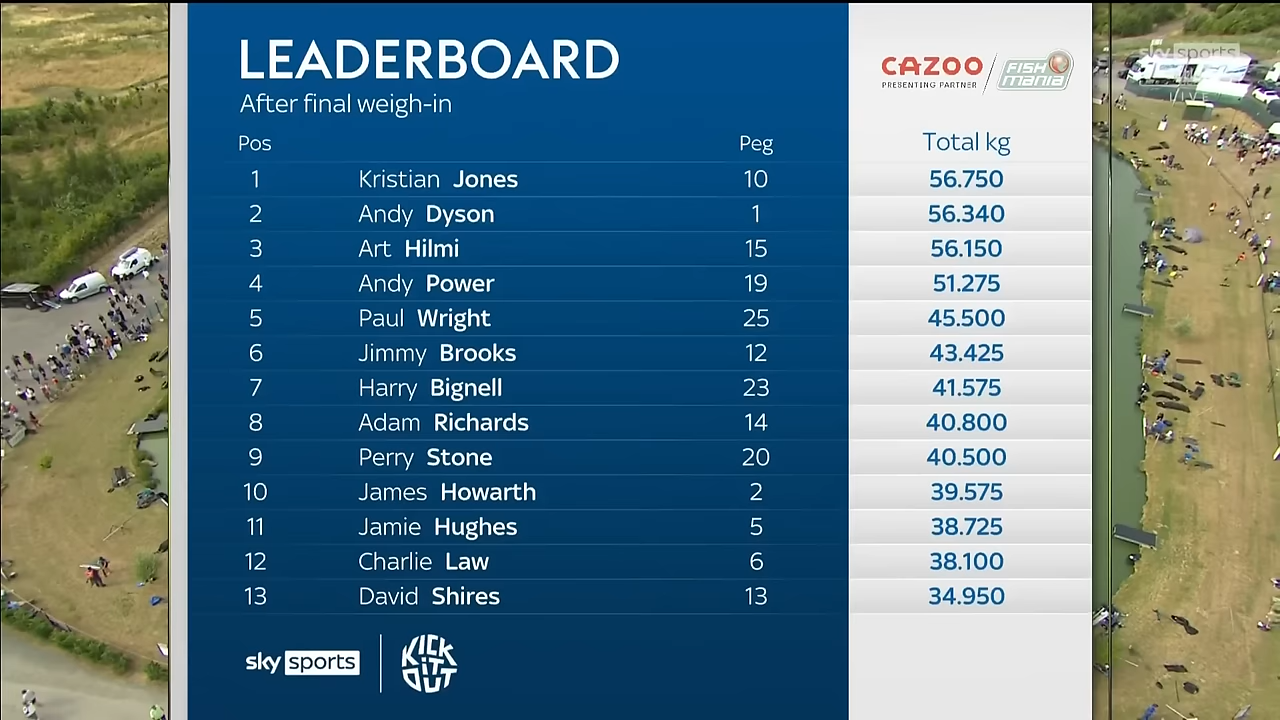 LEADERBOARD
After final weigh-in
CAZOO
PRESENTING PARTNER
FISH MANIA
sky sports
LIVE
Pos Peg Total kg
1 Kristian Jones 10 56.750
2 Andy Dyson 1 56.340
3 Art Hilmi 15 56.150
4 Andy Power 19 51.275
5 Paul Wright 25 45.500
6 Jimmy Brooks 12 43.425
7 Harry Bignell 23 41.575
8 Adam Richards 14 40.800
9 Perry Stone 20 40.500
10 James Howarth 2 39.575
11 Jamie Hughes 5 38.725
12 Charlie Law 6 38.100
13 David Shires 13 34.950
sky sports
KICK
IT
OUT